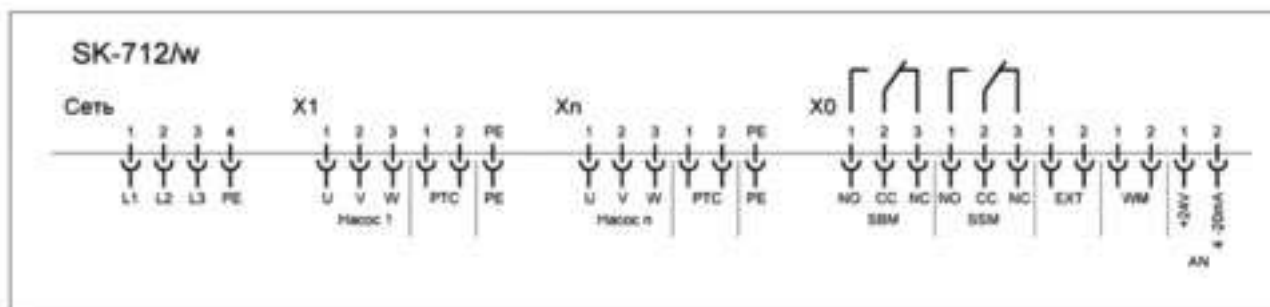 SK-712/w
Сеть X1 Xn X0
1 2 3 4 1 2 3 1 2 PE 1 2 3 1 2 PE 1 2 3 1 2 3 1 2 1 2 1 2
L1 L2 L3 PE U V W PTC PE U V W PTC PE NO CC NC NO CC NC EXT WM +24V 4 -20mA
Насос 1 Насос n SBM SSM
AN